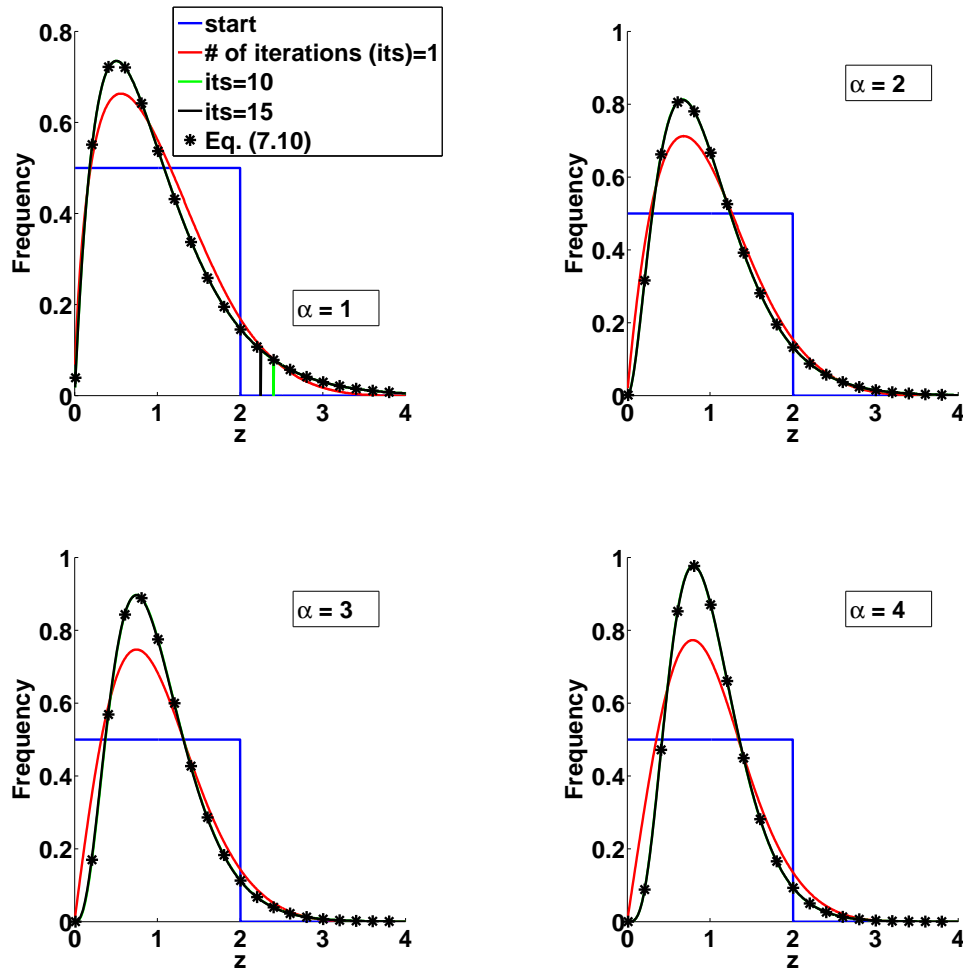 start
# of iterations (its)=1
its=10
its=15
Eq. (7.10)
0.8
0.6
0.4
0.2
0
Frequency
α = 1
0 1 2 3 4
z
1
0.8
0.6
0.4
0.2
0
Frequency
α = 2
0 1 2 3 4
z
1
0.8
0.6
0.4
0.2
0
Frequency
α = 3
0 1 2 3 4
z
1
0.8
0.6
0.4
0.2
0
Frequency
α = 4
0 1 2 3 4
z